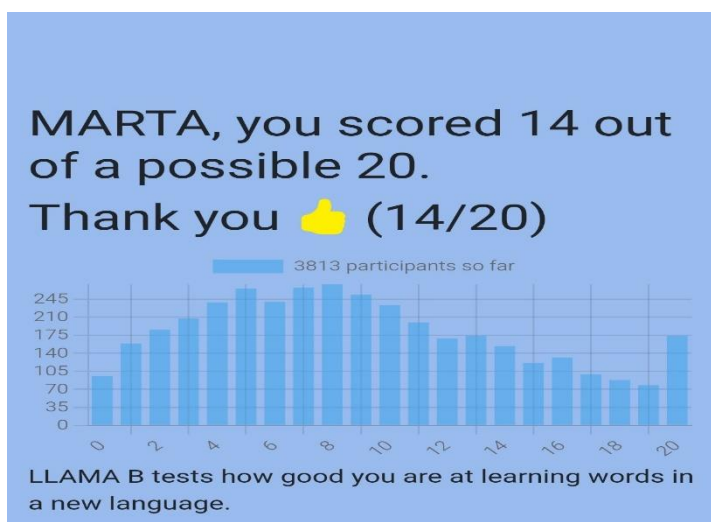 MARTA, you scored 14 out
of a possible 20.
Thank you 👍 (14/20)
3813 participants so far
245
210
175
140
105
70
35
0
0 2 4 6 8 10 12 14 16 18 20
LLAMA B tests how good you are at learning words in
a new language.